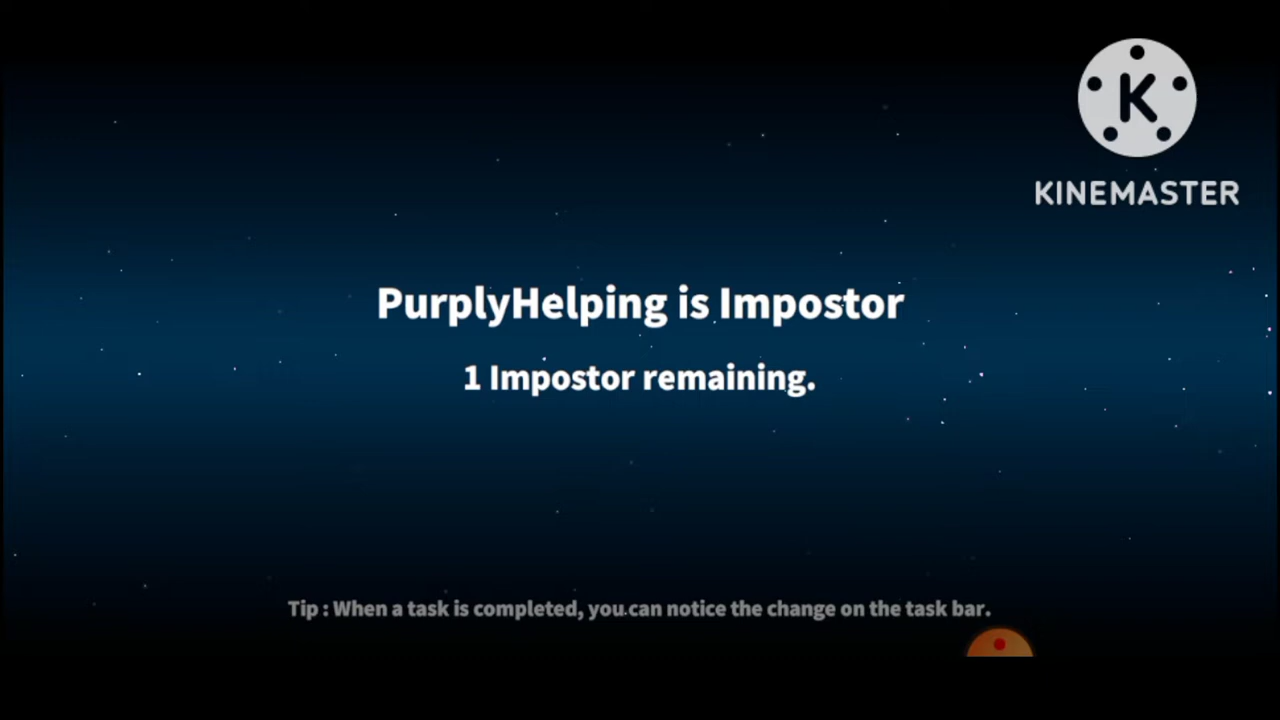 K
KINEMASTER
PurplyHelping is Impostor
1 Impostor remaining.
Tip : When a task is completed, you can notice the change on the task bar.